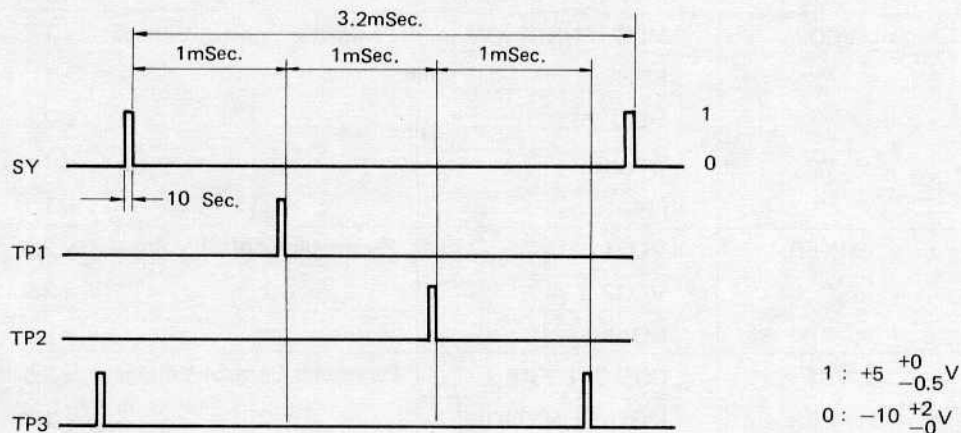 3.2mSec.
1mSec. 1mSec. 1mSec.
1
SY 0
10 Sec.
TP1
TP2
1 : +5 +0 -0.5 V
TP3 0 : -10 +2 -0 V